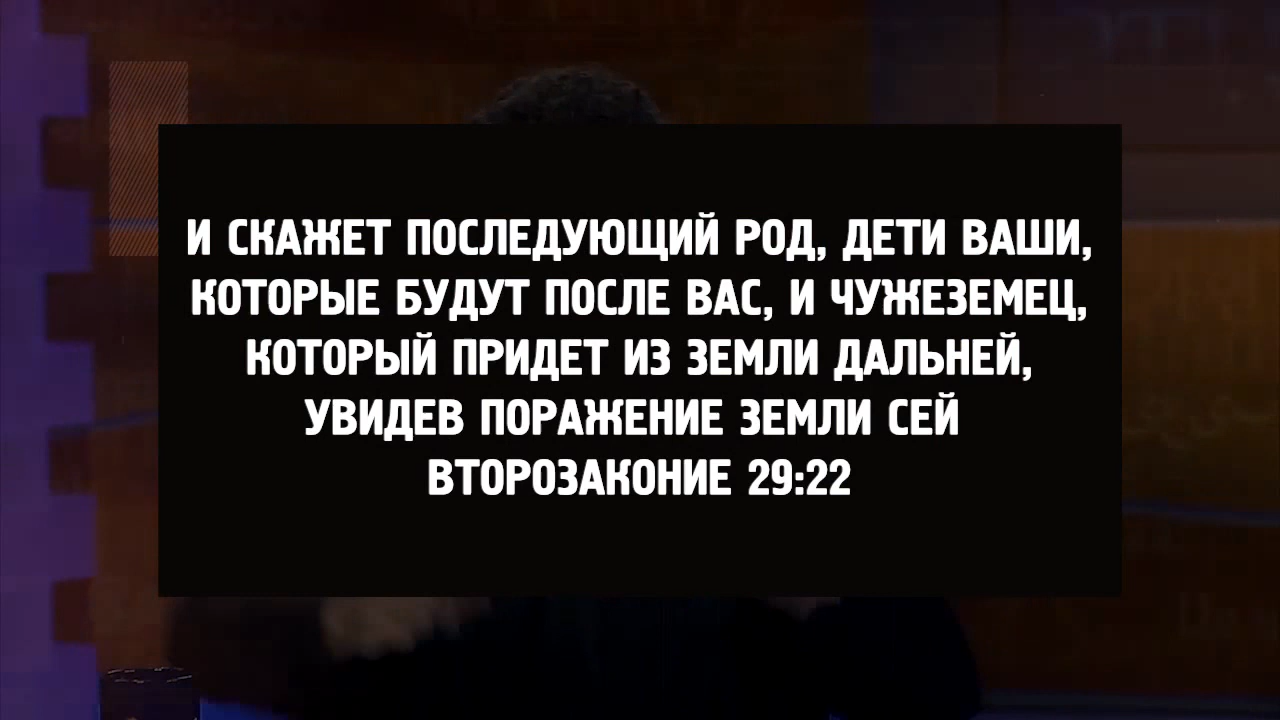 И СКАЖЕТ ПОСЛЕДУЮЩИЙ РОД, ДЕТИ ВАШИ,
КОТОРЫЕ БУДУТ ПОСЛЕ ВАС, И ЧУЖЕЗЕМЕЦ,
КОТОРЫЙ ПРИДЕТ ИЗ ЗЕМЛИ ДАЛЬНЕЙ,
УВИДЕВ ПОРАЖЕНИЕ ЗЕМЛИ СЕЙ
ВТОРОЗАКОНИЕ 29:22